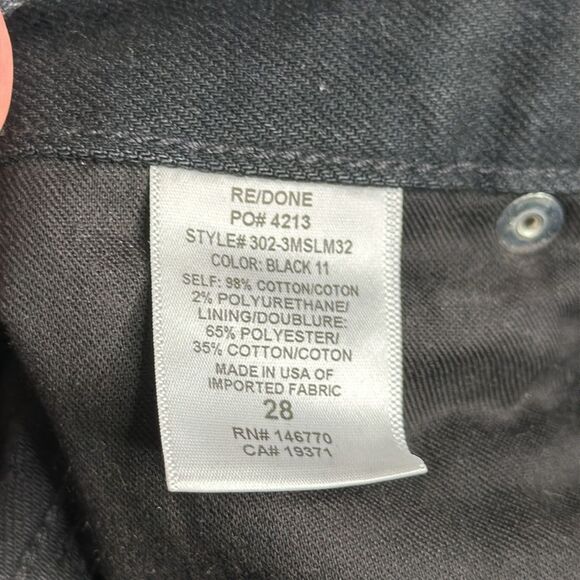 RE/DONE
PO# 4213
STYLE# 302-3MSLM32
COLOR: BLACK 11
SELF: 98% COTTON/COTON
2% POLYURETHANE/
LINING/DOUBLURE:
65% POLYESTER/
35% COTTON/COTON
MADE IN USA OF
IMPORTED FABRIC
28
RN# 146770
CA# 19371